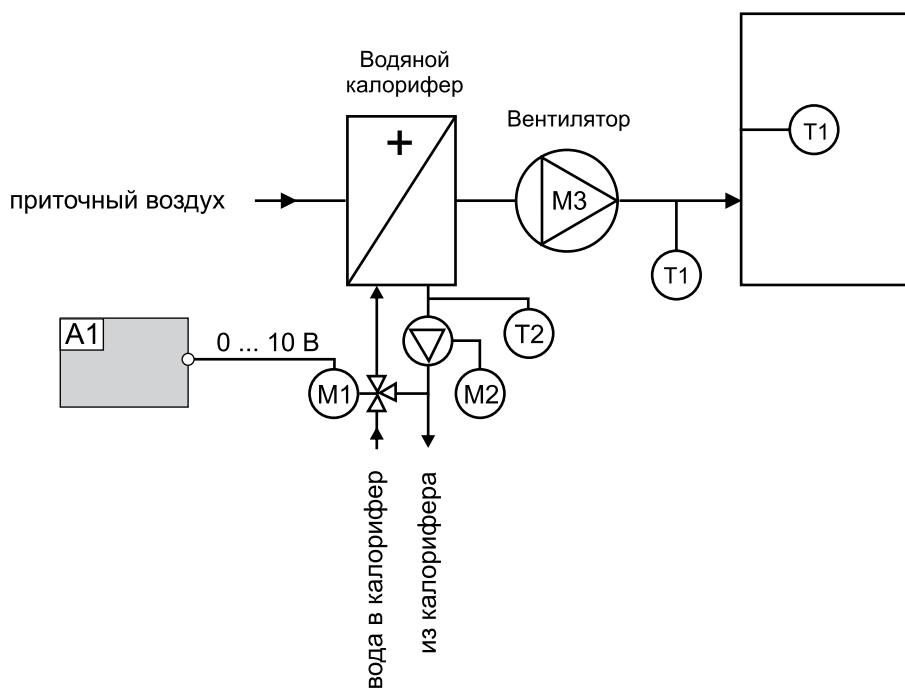 Водяной
калорифер
Вентилятор
T1
+
приточный воздух
M3
T1
A1
0 ... 10 В
T2
M1
M2
вода в калорифер
из калорифера